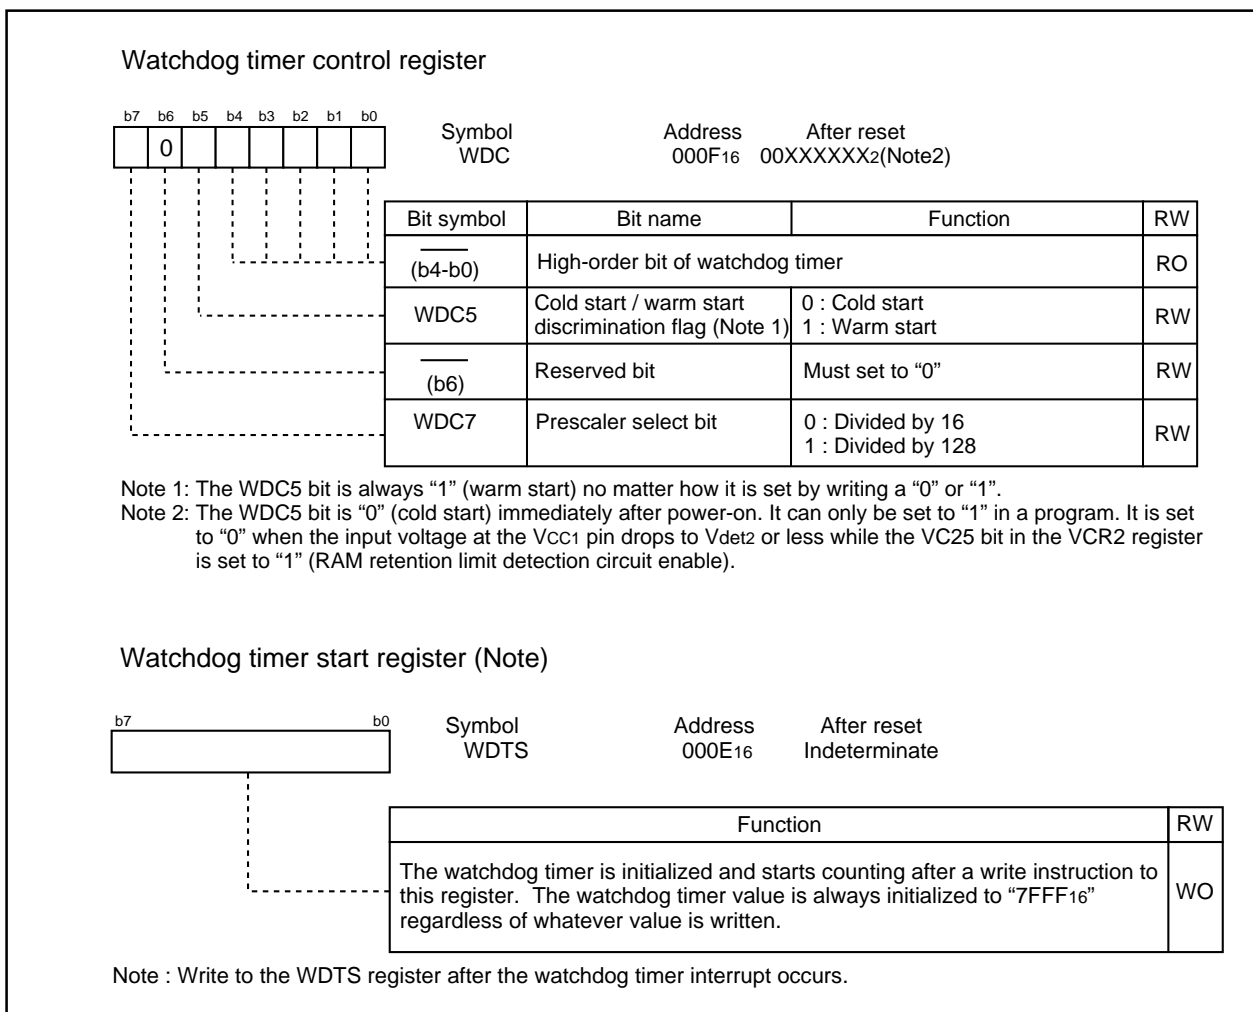 Watchdog timer control register
b7 b6 b5 b4 b3 b2 b1 b0
0
Symbol Address After reset
WDC 000F16 00XXXXXX2(Note2)
Bit symbol Bit name Function RW
(b4-b0) High-order bit of watchdog timer RO
WDC5 Cold start / warm start discrimination flag (Note 1) 0 : Cold start 1 : Warm start RW
(b6) Reserved bit Must set to “0” RW
WDC7 Prescaler select bit 0 : Divided by 16 1 : Divided by 128 RW
Note 1: The WDC5 bit is always “1” (warm start) no matter how it is set by writing a “0” or “1”.
Note 2: The WDC5 bit is “0” (cold start) immediately after power-on. It can only be set to “1” in a program. It is set
to “0” when the input voltage at the VCC1 pin drops to Vdet2 or less while the VC25 bit in the VCR2 register
is set to “1” (RAM retention limit detection circuit enable).
Watchdog timer start register (Note)
b7 b0
Symbol Address After reset
WDTS 000E16 Indeterminate
Function RW
The watchdog timer is initialized and starts counting after a write instruction to
this register. The watchdog timer value is always initialized to “7FFF16”
regardless of whatever value is written.
WO
Note : Write to the WDTS register after the watchdog timer interrupt occurs.